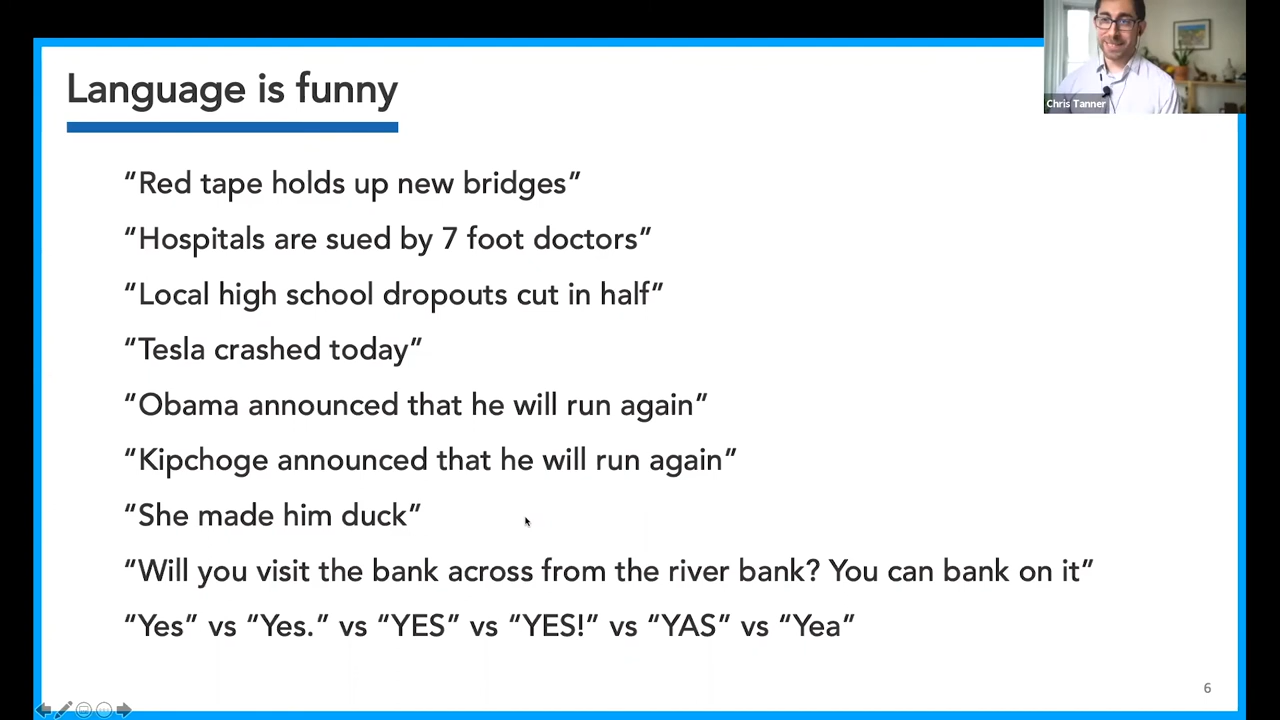 Language is funny
Chris Tanner
“Red tape holds up new bridges”
“Hospitals are sued by 7 foot doctors”
“Local high school dropouts cut in half”
“Tesla crashed today”
“Obama announced that he will run again”
“Kipchoge announced that he will run again”
“She made him duck”
“Will you visit the bank across from the river bank? You can bank on it”
“Yes” vs “Yes.” vs “YES” vs “YES!” vs “YAS” vs “Yea”
6